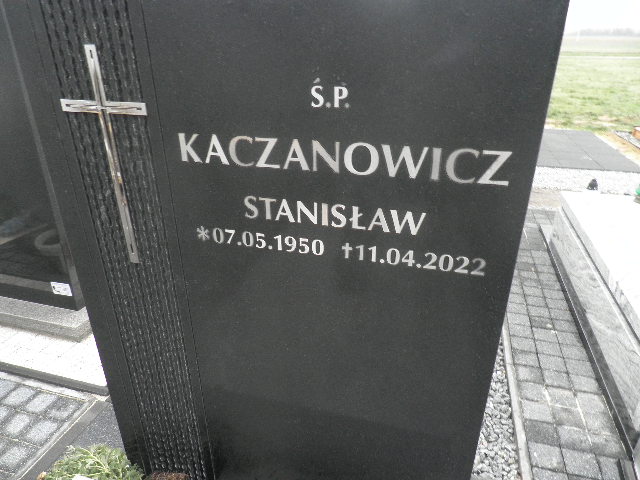 Ś.P.
KACZANOWICZ
STANISŁAW
*07.05.1950 †11.04.2022